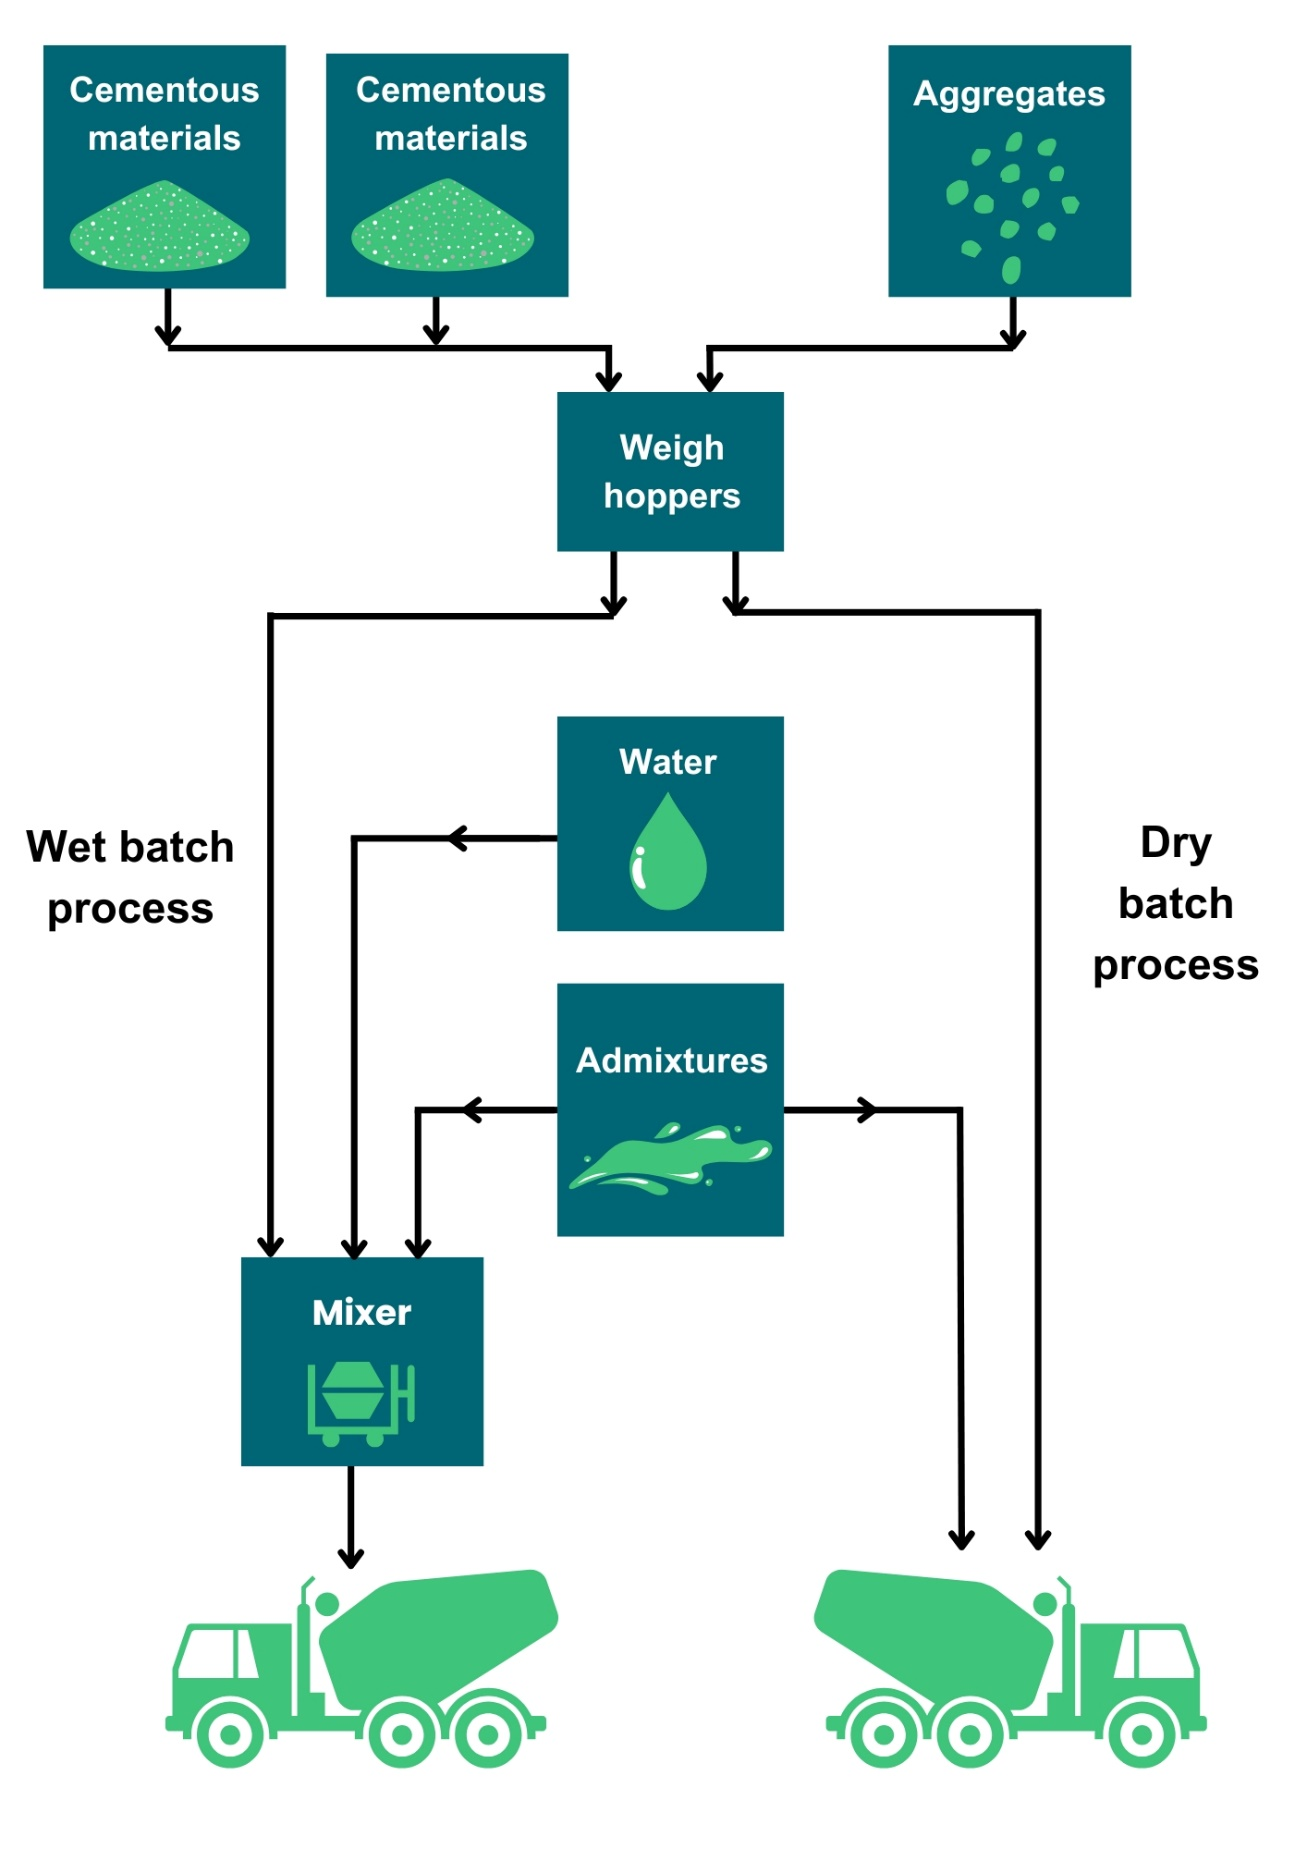 Cementous
materials
Cementous
materials
Aggregates
Weigh
hoppers
Water
Wet batch
process
Dry
batch
process
Admixtures
Mixer